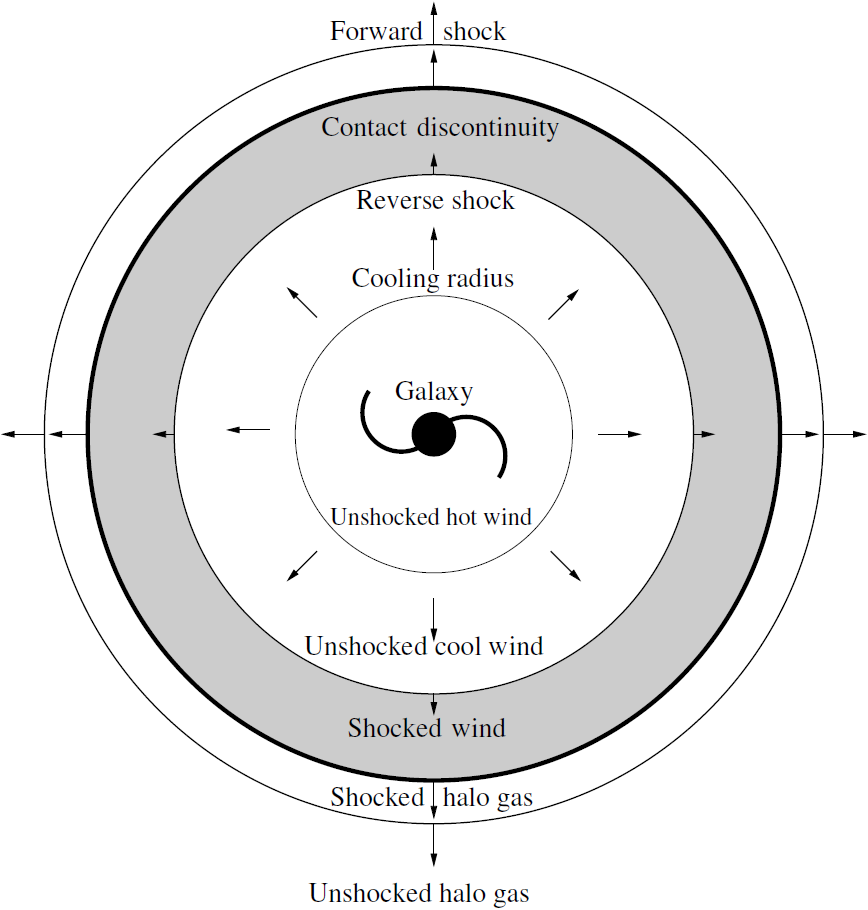 Forward shock
Contact discontinuity
Reverse shock
Cooling radius
Galaxy
Unshocked hot wind
Unshocked cool wind
Shocked wind
Shocked halo gas
Unshocked halo gas